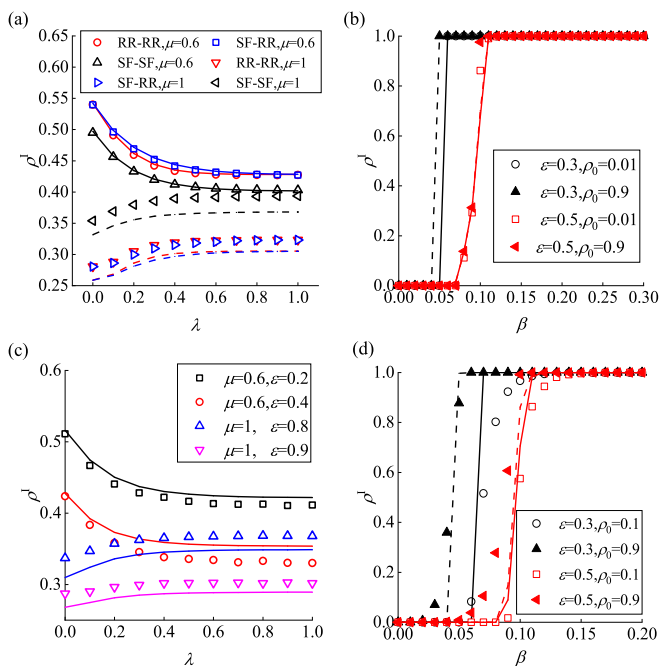 (a)
RR-RR,μ=0.6 SF-RR,μ=0.6
SF-SF,μ=0.6 RR-RR,μ=1
SF-RR,μ=1 SF-SF,μ=1
0.65
0.60
0.55
0.50
0.45
0.40
0.35
0.30
0.25
ρ^I
0.0 0.2 0.4 0.6 0.8 1.0
λ
(b)
1.0
0.8
0.6
0.4
0.2
0.0
ρ^I
ε=0.3,ρ₀=0.01
ε=0.3,ρ₀=0.9
ε=0.5,ρ₀=0.01
ε=0.5,ρ₀=0.9
0.00 0.05 0.10 0.15 0.20 0.25 0.30
β
(c)
0.6
0.5
0.4
0.3
ρ^I
μ=0.6,ε=0.2
μ=0.6,ε=0.4
μ=1, ε=0.8
μ=1, ε=0.9
0.0 0.2 0.4 0.6 0.8 1.0
λ
(d)
1.0
0.8
0.6
0.4
0.2
0.0
ρ^I
ε=0.3,ρ₀=0.1
ε=0.3,ρ₀=0.9
ε=0.5,ρ₀=0.1
ε=0.5,ρ₀=0.9
0.00 0.05 0.10 0.15 0.20
β